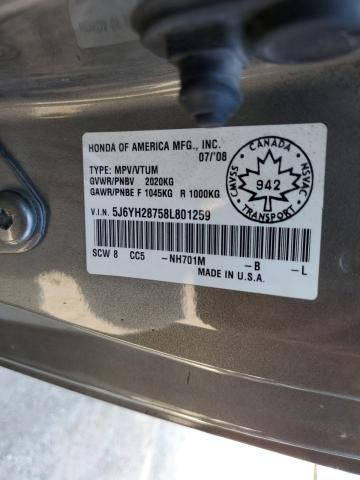 HONDA OF AMERICA MFG., INC.
07/'08
TYPE: MPV/VTUM
GVWR/PNBV 2020KG
GAWR/PNBE F 1045KG R 1000KG
V.I.N. 5J6YH28758L801259
SCW 8 CC5 -NH701M -B -L
MADE IN U.S.A.
CANADA
CMVSS 942 NSVAC
TRANSPORT